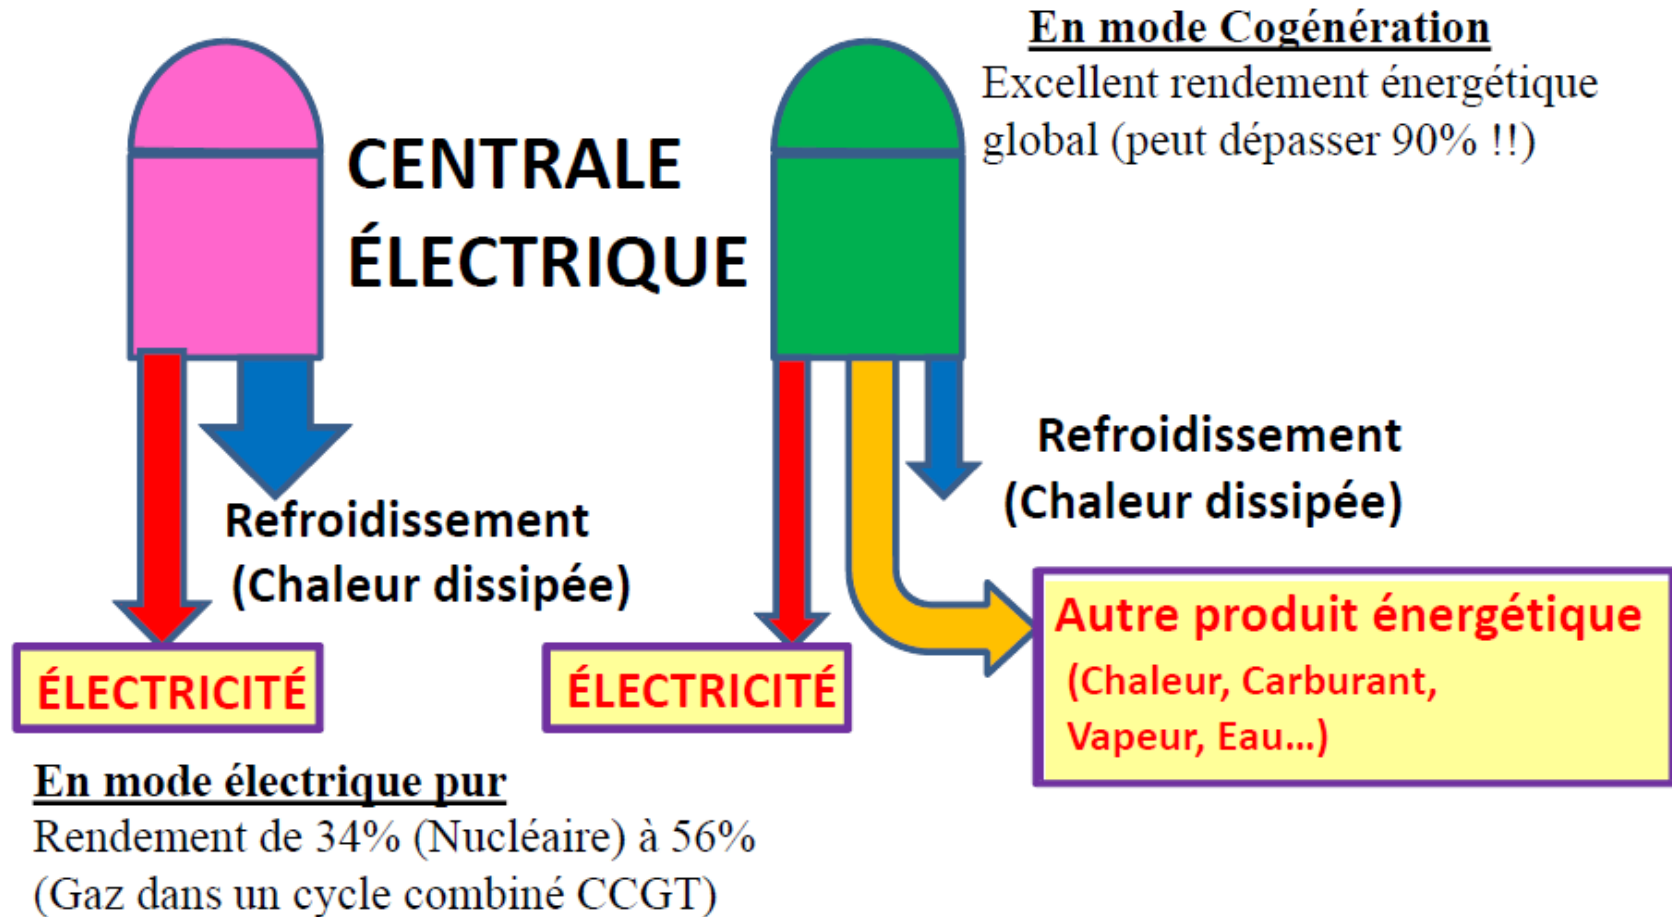 En mode Cogénération
Excellent rendement énergétique
global (peut dépasser 90% !!)
CENTRALE
ÉLECTRIQUE
Refroidissement
(Chaleur dissipée)
ÉLECTRICITÉ
En mode électrique pur
Rendement de 34% (Nucléaire) à 56%
(Gaz dans un cycle combiné CCGT)
Refroidissement
(Chaleur dissipée)
ÉLECTRICITÉ
Autre produit énergétique
(Chaleur, Carburant,
Vapeur, Eau...)